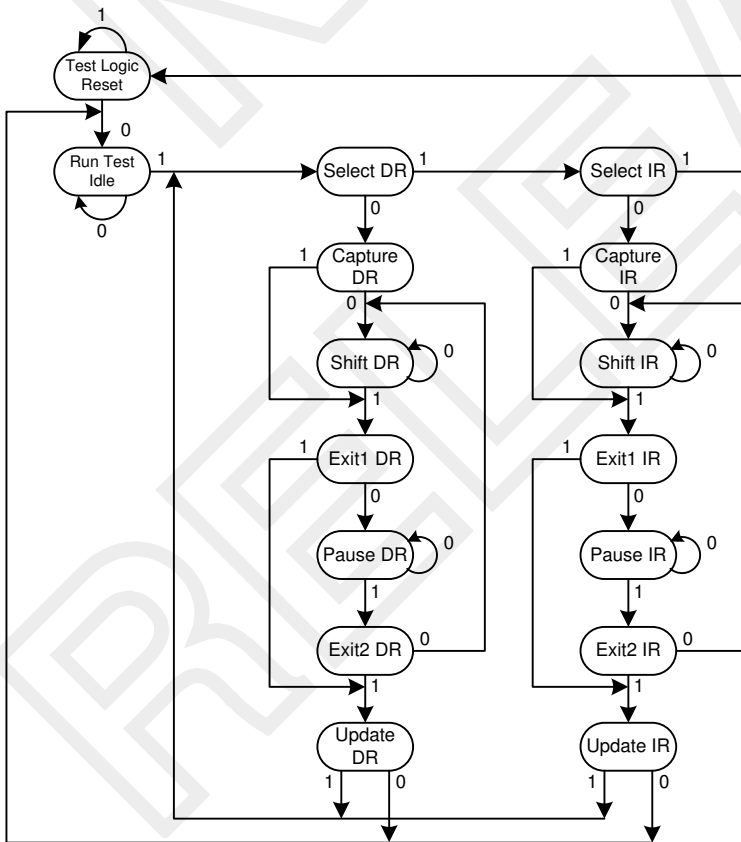 1
Test Logic
Reset
0
Run Test
Idle
1
0
Select DR
1
Select IR
1
0
0
1
Capture
DR
1
Capture
IR
0
0
Shift DR
0
Shift IR
0
1
1
1
Exit1 DR
1
Exit1 IR
0
0
Pause DR
0
Pause IR
0
1
1
Exit2 DR
0
Exit2 IR
0
1
1
Update
DR
Update IR
1
0
1
0